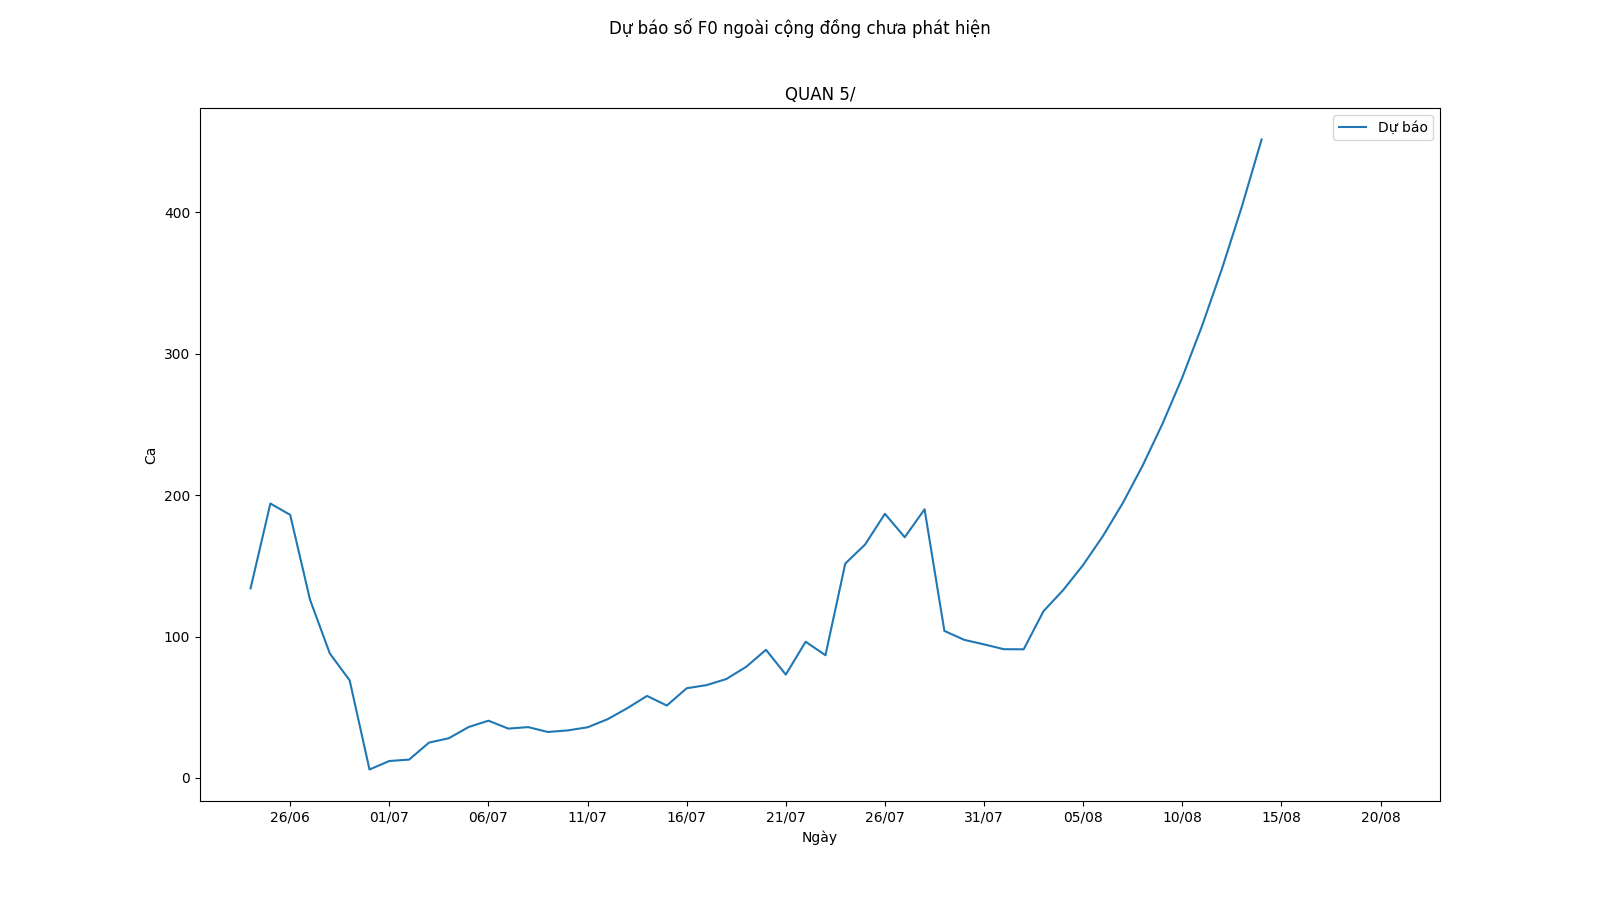 Dự báo số F0 ngoài cộng đồng chưa phát hiện
QUAN 5/
Dự báo
400
300
200
100
0
Ca
26/06 01/07 06/07 11/07 16/07 21/07 26/07 31/07 05/08 10/08 15/08 20/08
Ngày